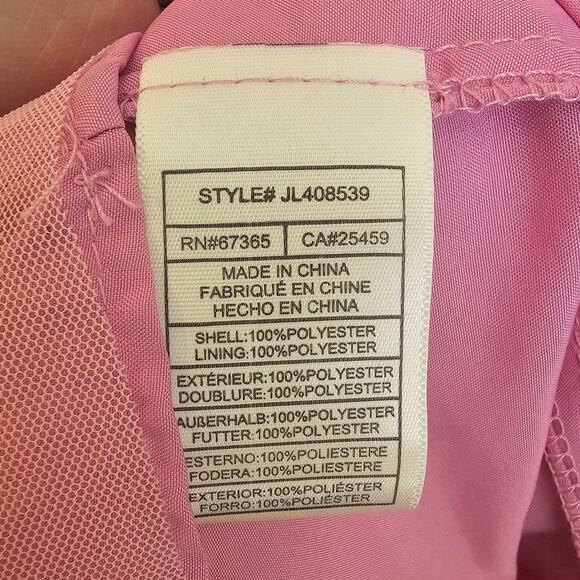 STYLE# JL408539
RN#67365 CA#25459
MADE IN CHINA
FABRIQUÉ EN CHINE
HECHO EN CHINA
SHELL:100%POLYESTER
LINING:100%POLYESTER
EXTÉRIEUR:100%POLYESTER
DOUBLURE:100%POLYESTER
AUßERHALB:100%POLYESTER
FUTTER:100%POLYESTER
ESTERNO:100%POLIESTERE
FODERA:100%POLIESTERE
EXTERIOR:100%POLIÉSTER
FORRO:100%POLIÉSTER